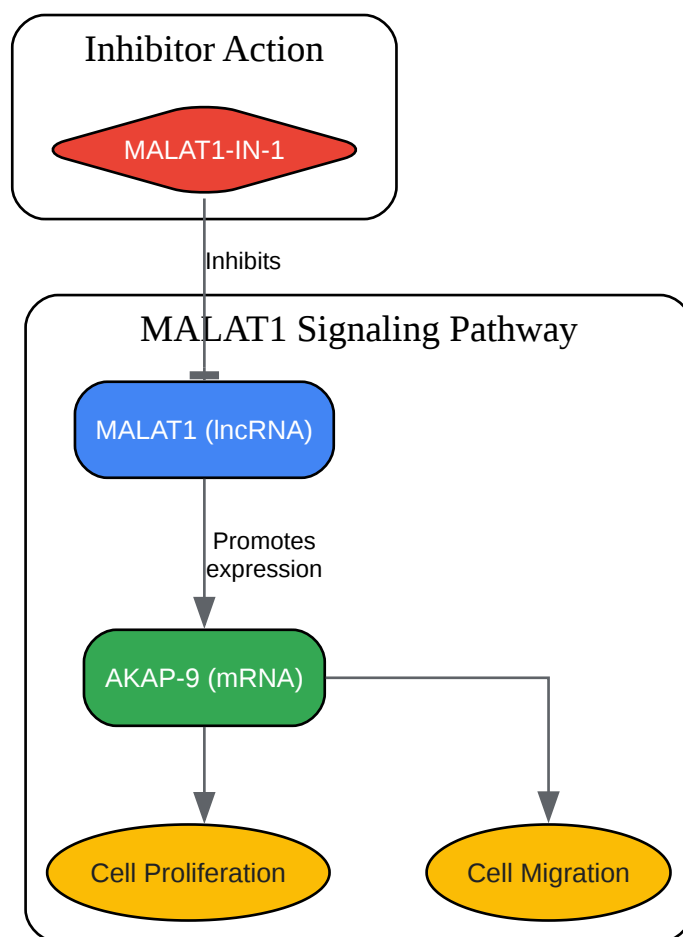 Inhibitor Action
MALAT1-IN-1
Inhibits
MALAT1 Signaling Pathway
MALAT1 (lncRNA)
Promotes
expression
AKAP-9 (mRNA)
Cell Proliferation
Cell Migration